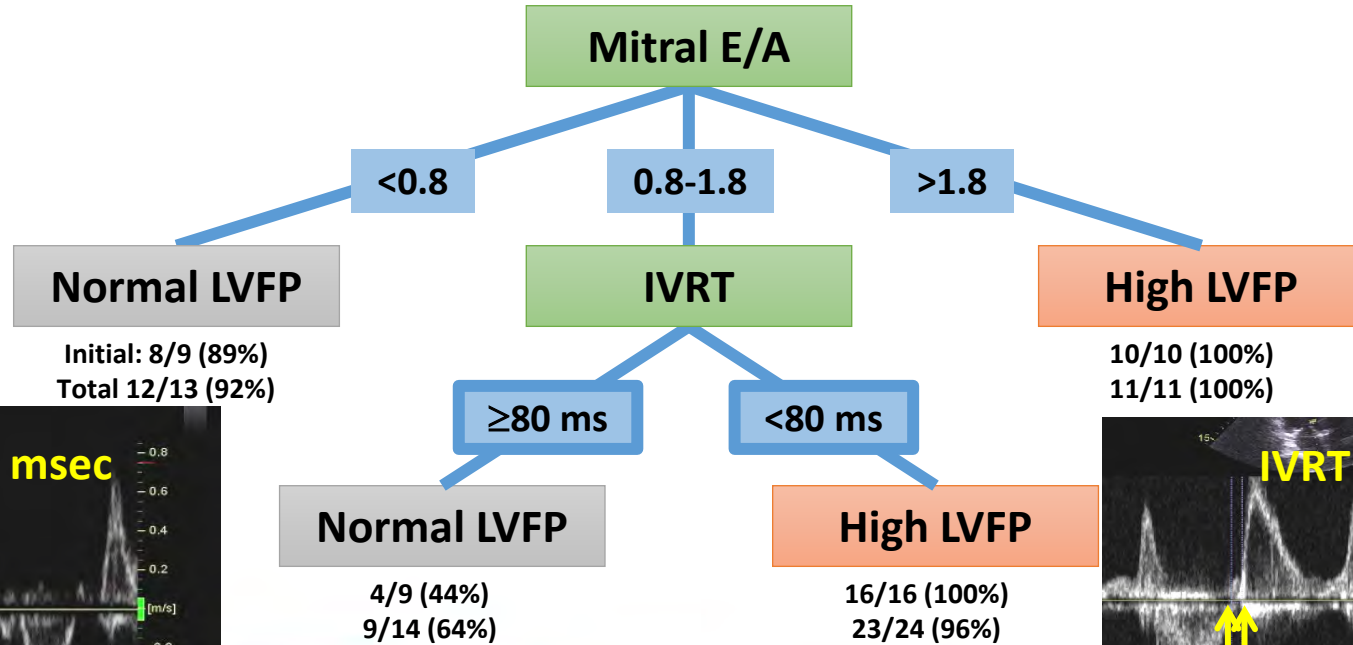 Mitral E/A
<0.8
0.8-1.8
>1.8
Normal LVFP
IVRT
High LVFP
Initial: 8/9 (89%)
Total 12/13 (92%)
10/10 (100%)
11/11 (100%)
≥80 ms
<80 ms
msec
0.8
0.6
0.4
0.2
[m/s]
15
IVRT
Normal LVFP
High LVFP
4/9 (44%)
9/14 (64%)
16/16 (100%)
23/24 (96%)